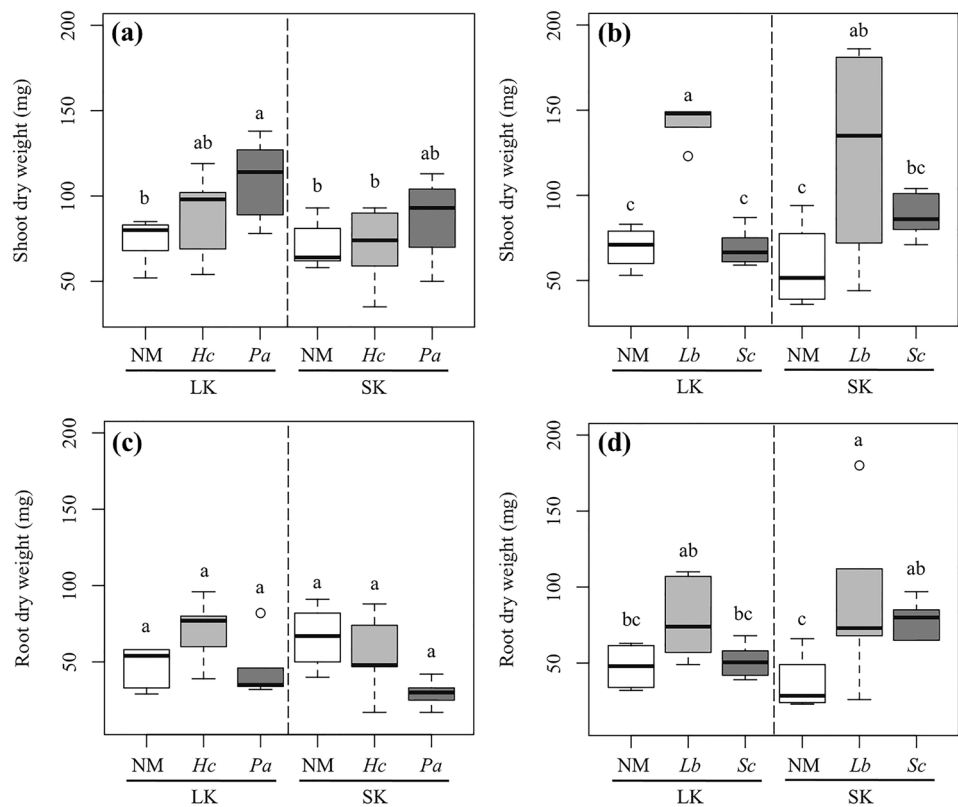 (a)
Shoot dry weight (mg)
200
150
100
50
b ab a b b ab
NM Hc Pa NM Hc Pa
LK SK
(b)
Shoot dry weight (mg)
200
150
100
50
c a c c ab bc
NM Lb Sc NM Lb Sc
LK SK
(c)
Root dry weight (mg)
200
150
100
50
a a a a a a
NM Hc Pa NM Hc Pa
LK SK
(d)
Root dry weight (mg)
200
150
100
50
bc ab bc c a ab
NM Lb Sc NM Lb Sc
LK SK